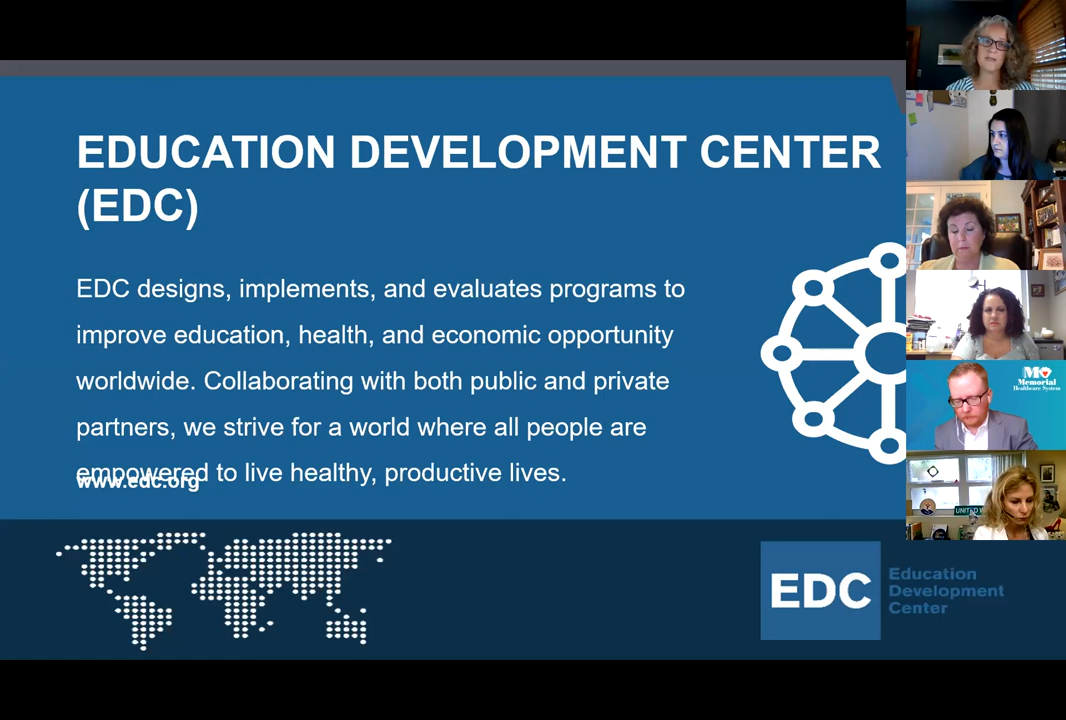 EDUCATION DEVELOPMENT CENTER
(EDC)
EDC designs, implements, and evaluates programs to
improve education, health, and economic opportunity
worldwide. Collaborating with both public and private
partners, we strive for a world where all people are
empowered to live healthy, productive lives.
www.edc.org
EDC
Education
Development
Center
M
Memorial
Healthcare System
UNITED W